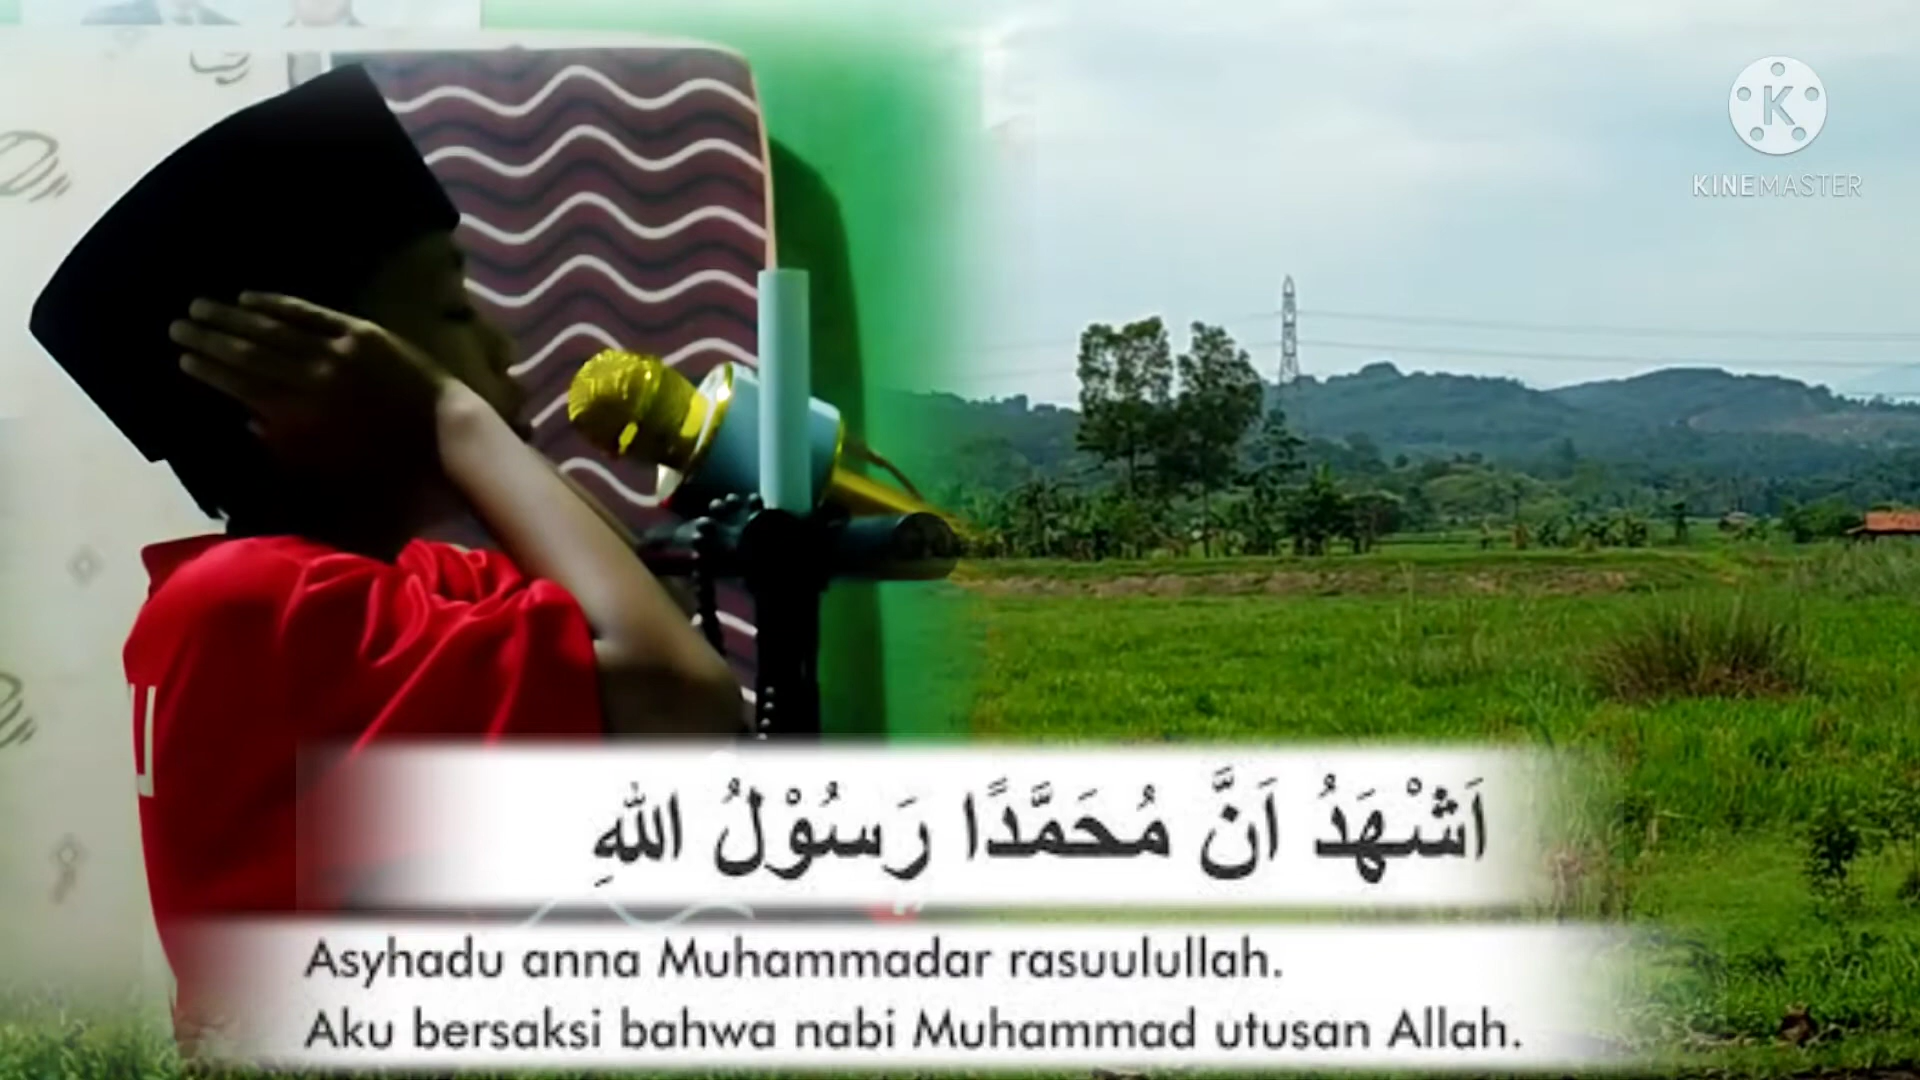 KINEMASTER
اَشْهَدُ اَنَّ مُحَمَّدًا رَسُوْلُ اللهِ
Asyhadu anna Muhammadar rasuulullah.
Aku bersaksi bahwa nabi Muhammad utusan Allah.